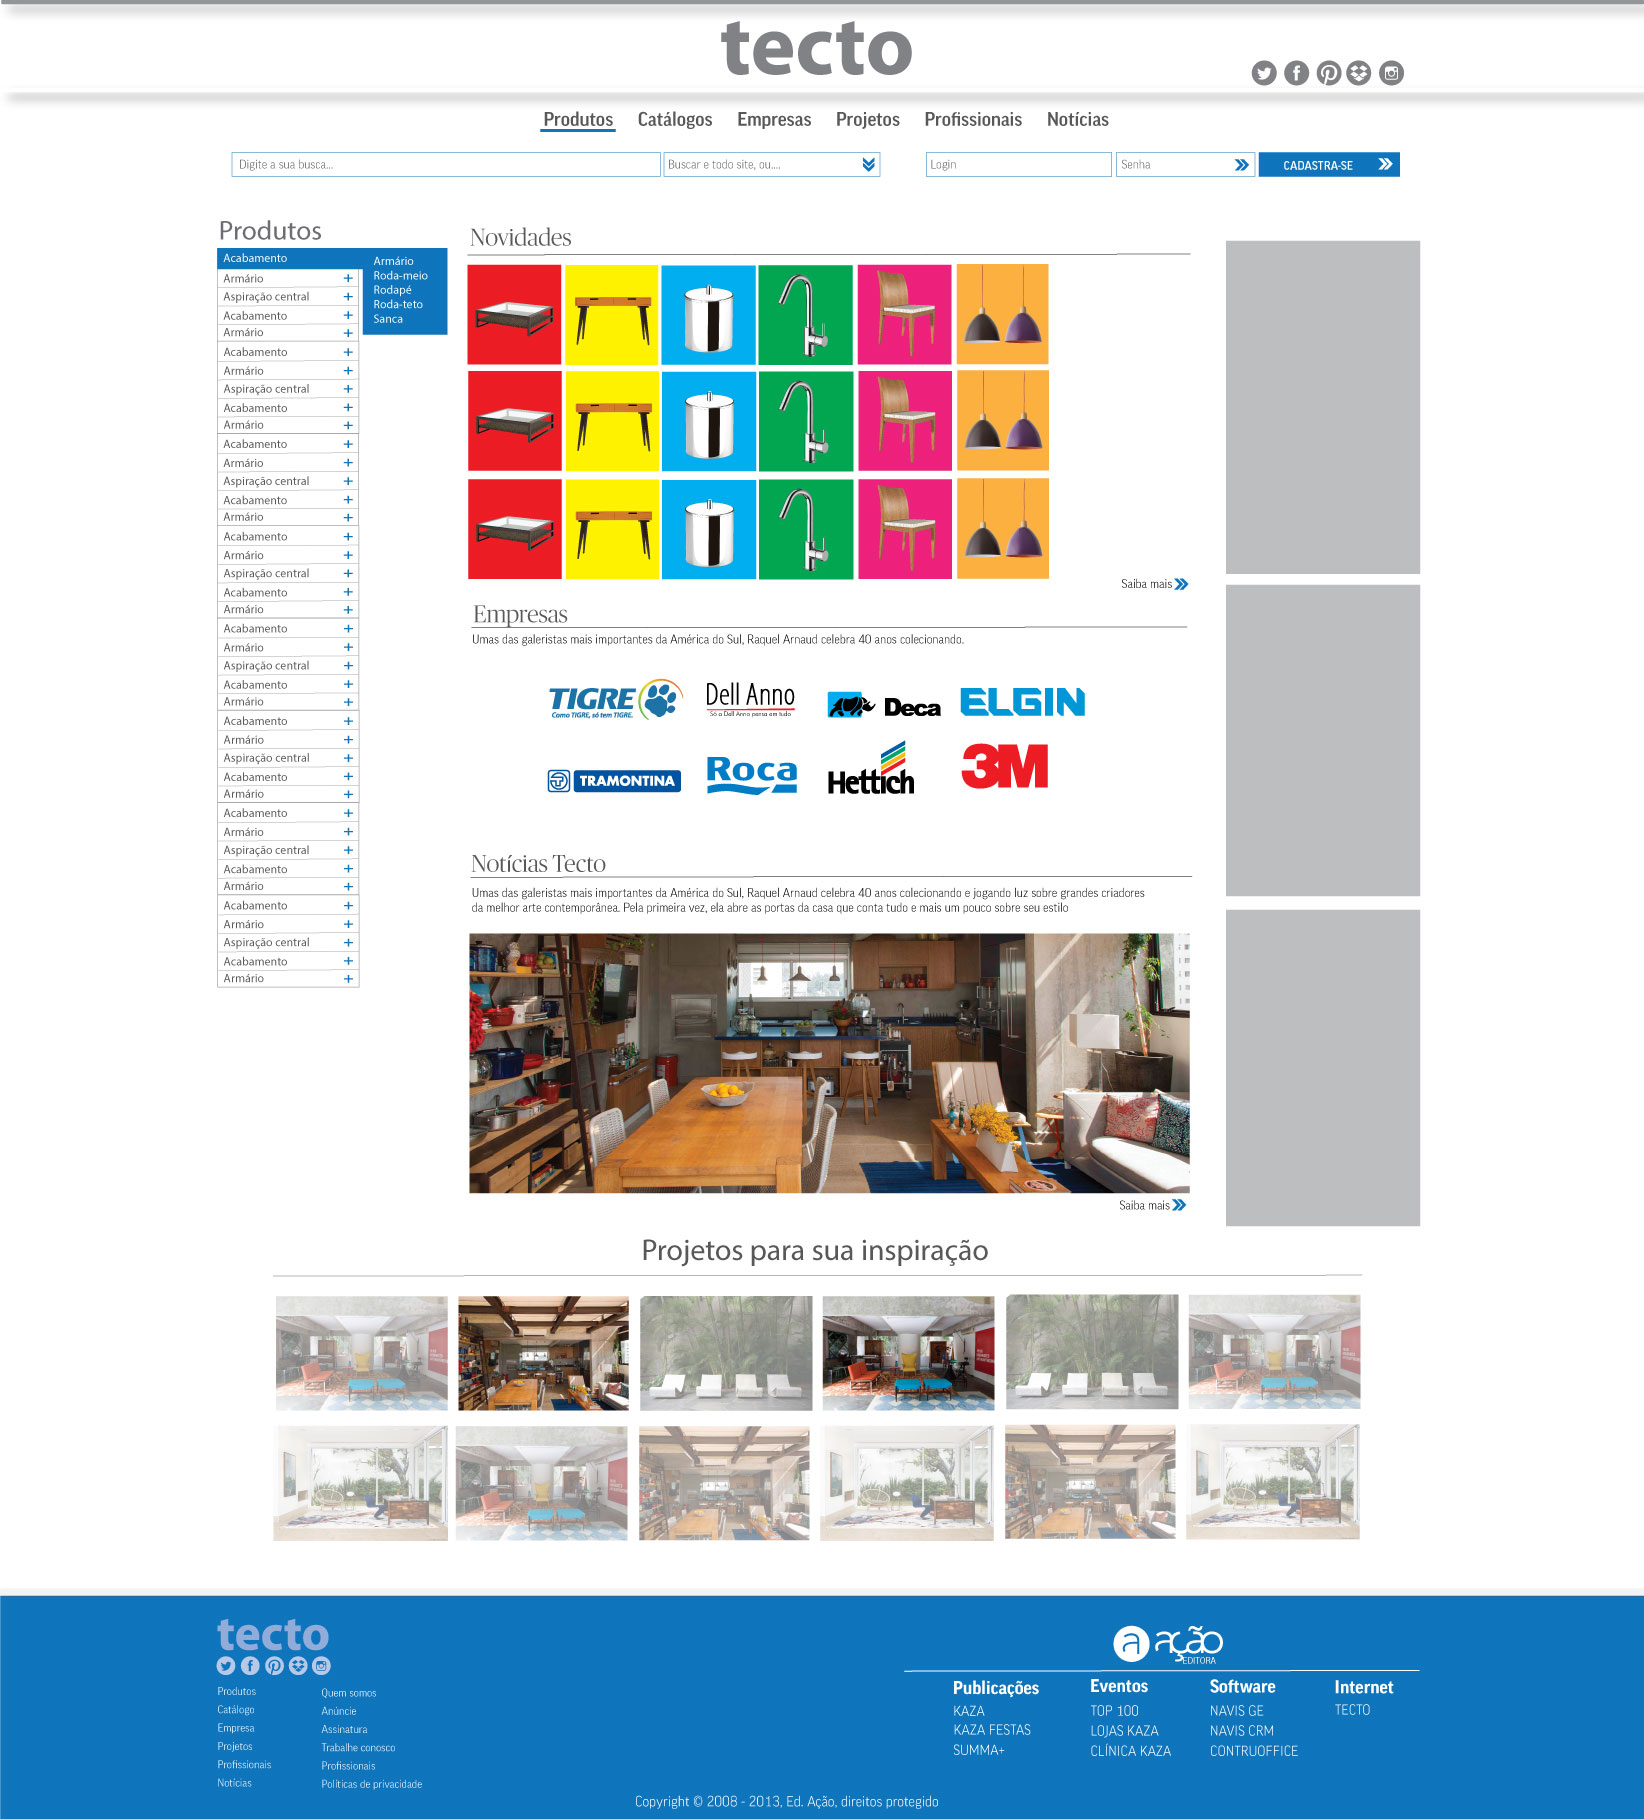 tecto
Produtos Catálogos Empresas Projetos Profissionais Notícias
Digite a sua busca... Buscar e todo site, ou.... Login Senha CADASTRA-SE
Produtos
Acabamento
Armário
Roda-meio
Rodapé
Roda-teto
Sanca
Armário +
Aspiração central +
Acabamento +
Armário +
Acabamento +
Armário +
Aspiração central +
Acabamento +
Armário +
Acabamento +
Armário +
Aspiração central +
Acabamento +
Armário +
Acabamento +
Armário +
Aspiração central +
Acabamento +
Armário +
Acabamento +
Armário +
Aspiração central +
Acabamento +
Armário +
Acabamento +
Armário +
Aspiração central +
Acabamento +
Armário +
Acabamento +
Armário +
Aspiração central +
Acabamento +
Armário +
Acabamento +
Armário +
Aspiração central +
Acabamento +
Armário +
Novidades
Saiba mais
Empresas
Umas das galeristas mais importantes da América do Sul, Raquel Arnaud celebra 40 anos colecionando.
TIGRE
Como TIGRE, só tem TIGRE.
Dell Anno
Só a Dell Anno pensa em tudo
Deca
ELGIN
TRAMONTINA
Roca
Hettich
3M
Notícias Tecto
Umas das galeristas mais importantes da América do Sul, Raquel Arnaud celebra 40 anos colecionando e jogando luz sobre grandes criadores
da melhor arte contemporânea. Pela primeira vez, ela abre as portas da casa que conta tudo e mais um pouco sobre seu estilo
Saiba mais
Projetos para sua inspiração
tecto
Produtos
Catálogo
Empresa
Projetos
Profissionais
Notícias
Quem somos
Anúncie
Assinatura
Trabalhe conosco
Profissionais
Políticas de privacidade
a ação
EDITORA
Publicações
KAZA
KAZA FESTAS
SUMMA+
Eventos
TOP 100
LOJAS KAZA
CLÍNICA KAZA
Software
NAVIS GE
NAVIS CRM
CONTRUOFFICE
Internet
TECTO
Copyright © 2008 - 2013, Ed. Ação, direitos protegido